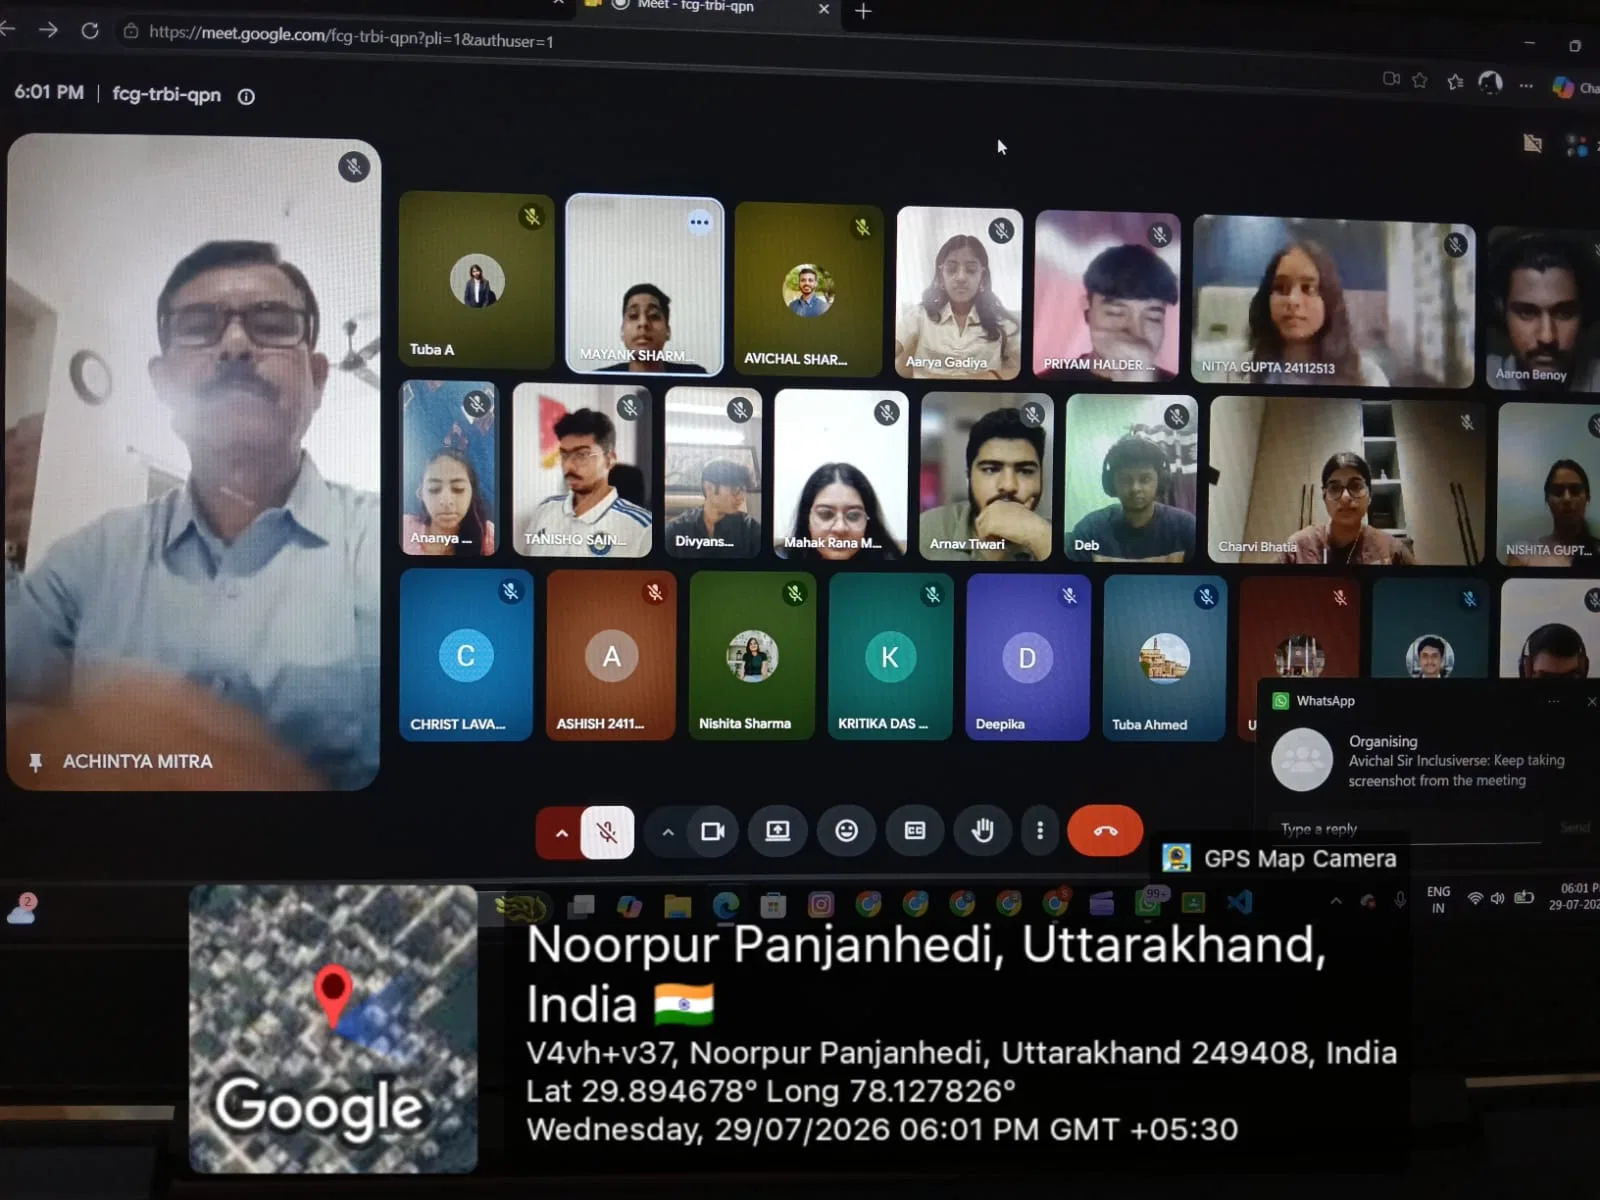 Meet - fcg-trbi-qpn
https://meet.google.com/fcg-trbi-qpn?pli=1&authuser=1
6:01 PM | fcg-trbi-qpn
Cha
ACHINTYA MITRA
Tuba A
MAYANK SHARM...
AVICHAL SHAR...
Aarya Gadiya
PRIYAM HALDER ...
NITYA GUPTA 24112513
Aaron Benoy
Ananya ...
TANISHQ SAIN...
Divyans...
Mahak Rana M...
Arnav Tiwari
Deb
Charvi Bhatia
NISHITA GUPT...
C
A
K
D
CHRIST LAVA...
ASHISH 2411...
Nishita Sharma
KRITIKA DAS ...
Deepika
Tuba Ahmed
U
WhatsApp
Organising
Avichal Sir Inclusiverse: Keep taking
screenshot from the meeting
Type a reply
Send
GPS Map Camera
2
99+
ENG
IN
06:01 P
29-07-202
Noorpur Panjanhedi, Uttarakhand,
India
V4vh+v37, Noorpur Panjanhedi, Uttarakhand 249408, India
Lat 29.894678° Long 78.127826°
Wednesday, 29/07/2026 06:01 PM GMT +05:30
Google